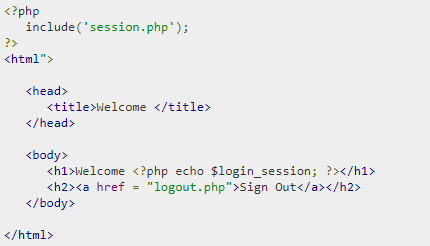 <?php
   include('session.php');
?>
<html">

   <head>
      <title>Welcome </title>
   </head>

   <body>
      <h1>Welcome <?php echo $login_session; ?></h1>
      <h2><a href = "logout.php">Sign Out</a></h2>
   </body>

</html>